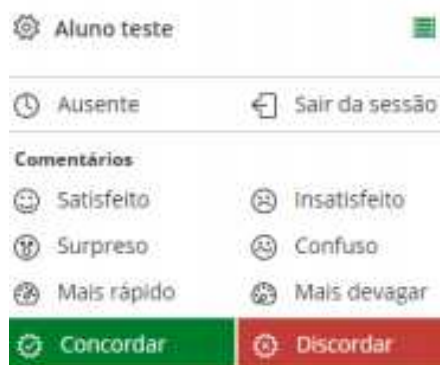 Aluno teste
Ausente Sair da sessão
Comentários
Satisfeito Insatisfeito
Surpreso Confuso
Mais rápido Mais devagar
Concordar Discordar